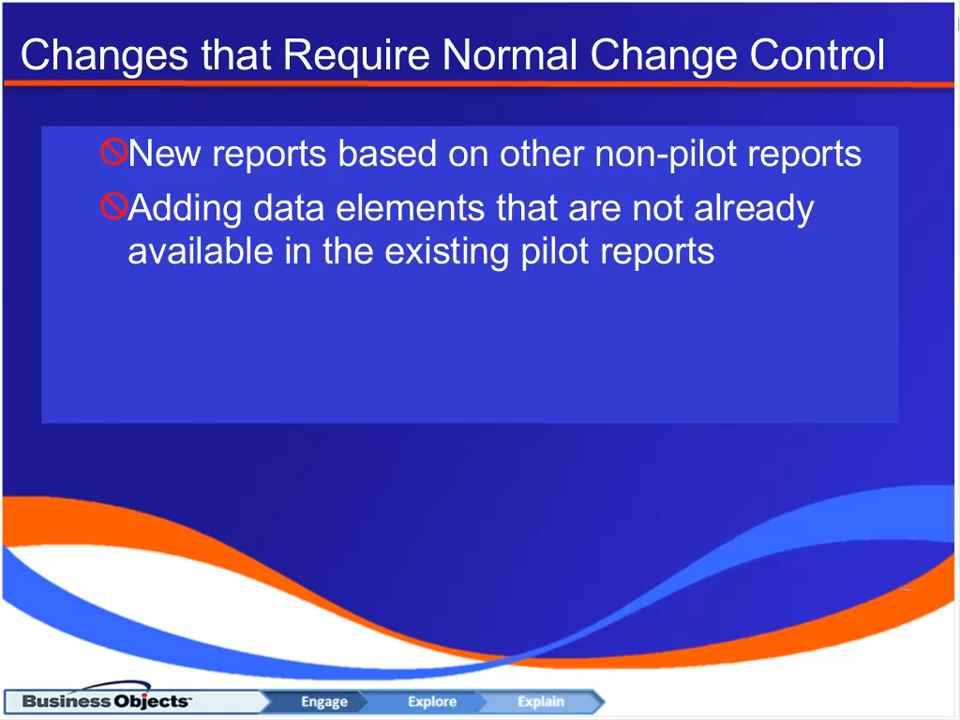 Changes that Require Normal Change Control
New reports based on other non-pilot reports
Adding data elements that are not already
available in the existing pilot reports
Business Objects™
Engage
Explore
Explain